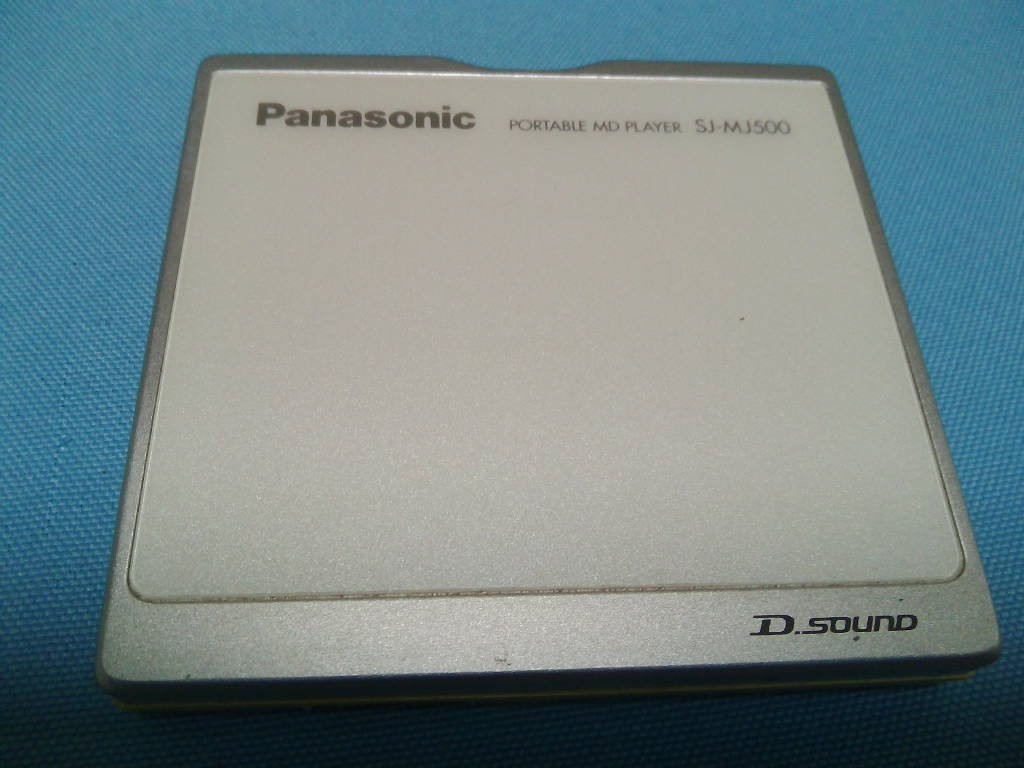 Panasonic PORTABLE MD PLAYER SJ-MJ500
D.SOUND